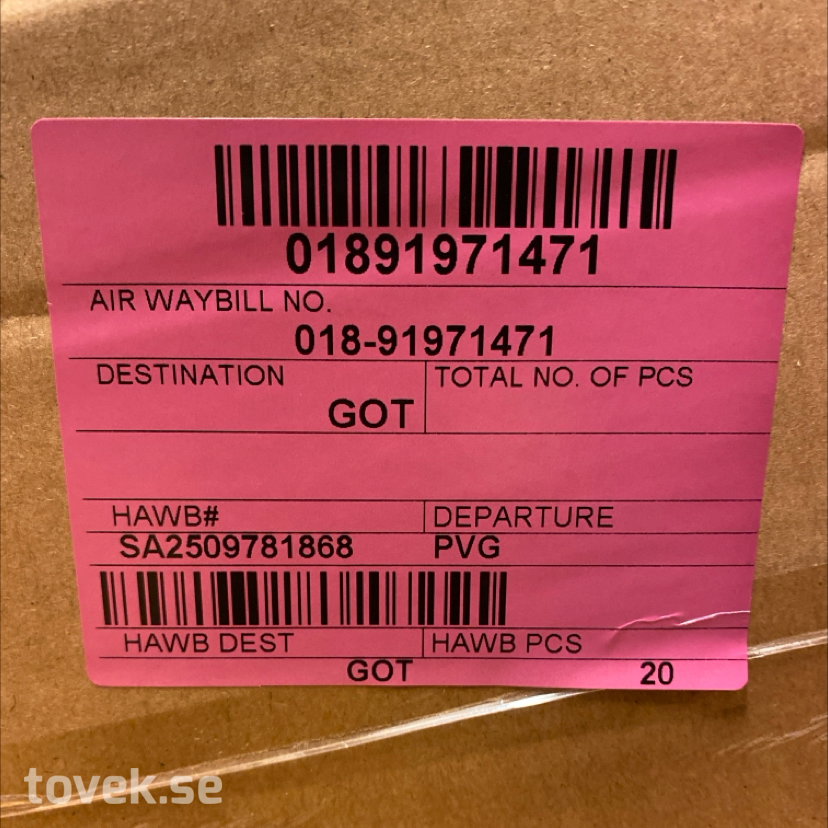 01891971471
AIR WAYBILL NO.
018-91971471
DESTINATION TOTAL NO. OF PCS
GOT
HAWB# DEPARTURE
SA2509781868 PVG
HAWB DEST HAWB PCS
GOT 20
tovek.se